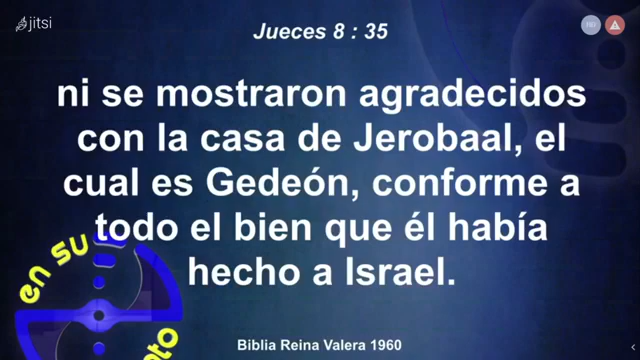 jitsi
Jueces 8 : 35
ni se mostraron agradecidos
con la casa de Jerobaal, el
cual es Gedeón, conforme a
todo el bien que él había
hecho a Israel.
en su
Biblia Reina Valera 1960